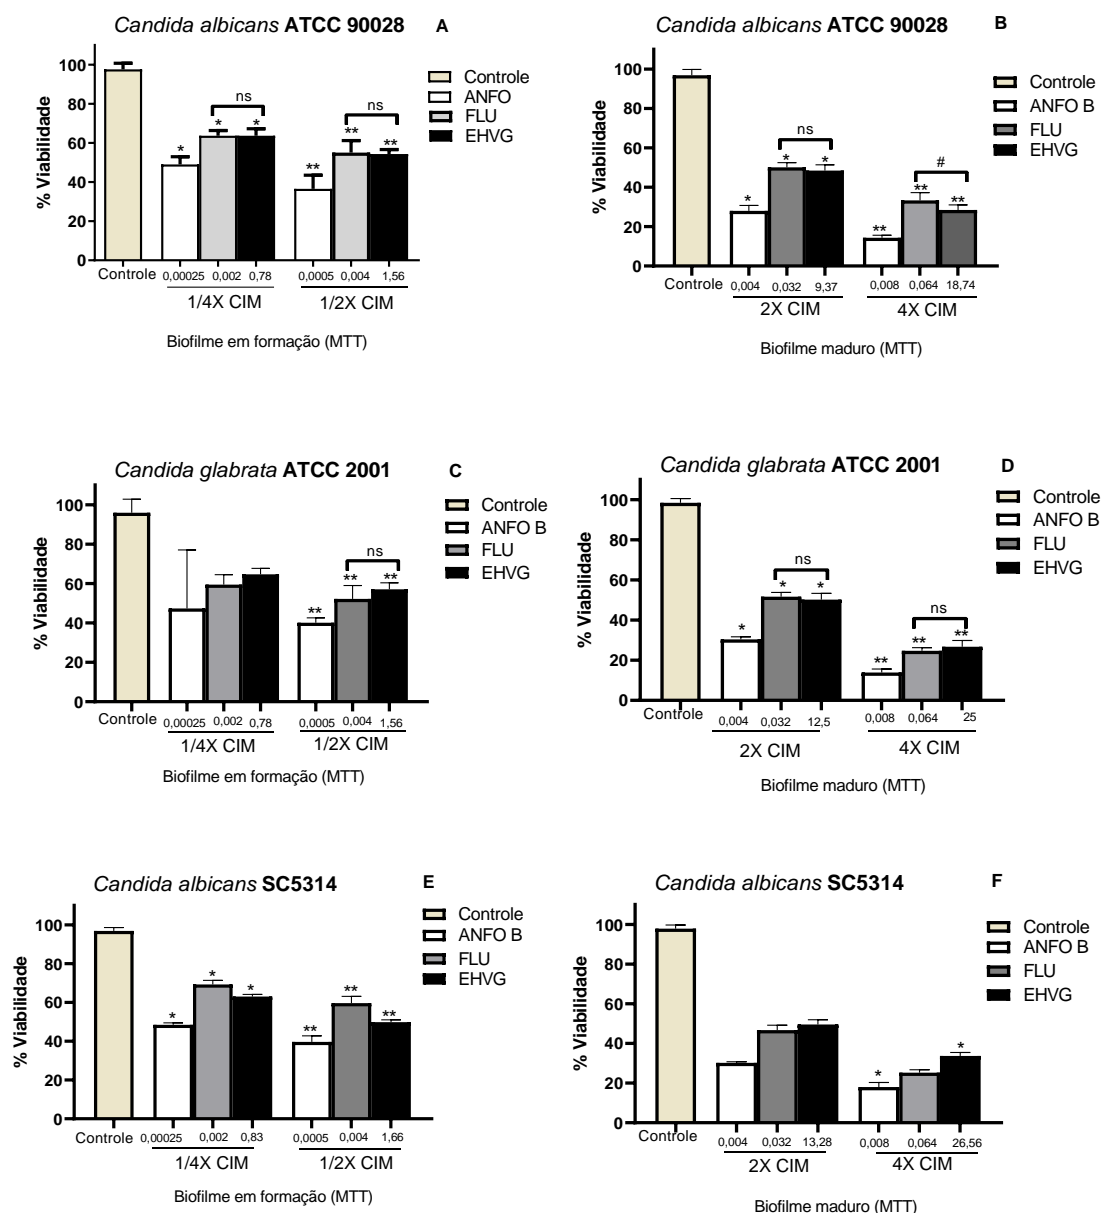 Candida albicans ATCC 90028 A
% Viabilidade
100
80
60
40
20
0
* * * ns
** ** ** ns
Controle
ANFO
FLU
EHVG
Controle 0,00025 0,002 0,78 0,0005 0,004 1,56
1/4X CIM 1/2X CIM
Biofilme em formação (MTT)
Candida albicans ATCC 90028 B
% Viabilidade
100
80
60
40
20
0
* * * ns
** ** ** #
Controle
ANFO B
FLU
EHVG
Controle 0,004 0,032 9,37 0,008 0,064 18,74
2X CIM 4X CIM
Biofilme maduro (MTT)
Candida glabrata ATCC 2001 C
% Viabilidade
100
80
60
40
20
0
** ** ** ns
Controle
ANFO B
FLU
EHVG
Controle 0,00025 0,002 0,78 0,0005 0,004 1,56
1/4X CIM 1/2X CIM
Biofilme em formação (MTT)
Candida glabrata ATCC 2001 D
% Viabilidade
100
80
60
40
20
0
* * * ns
** ** ** ns
Controle
ANFO B
FLU
EHVG
Controle 0,004 0,032 12,5 0,008 0,064 25
2X CIM 4X CIM
Biofilme maduro (MTT)
Candida albicans SC5314 E
% Viabilidade
100
80
60
40
20
0
* * *
** ** **
Controle
ANFO B
FLU
EHVG
Controle 0,00025 0,002 0,83 0,0005 0,004 1,66
1/4X CIM 1/2X CIM
Biofilme em formação (MTT)
Candida albicans SC5314 F
% Viabilidade
100
80
60
40
20
0
* *
Controle
ANFO B
FLU
EHVG
Controle 0,004 0,032 13,28 0,008 0,064 26,56
2X CIM 4X CIM
Biofilme maduro (MTT)